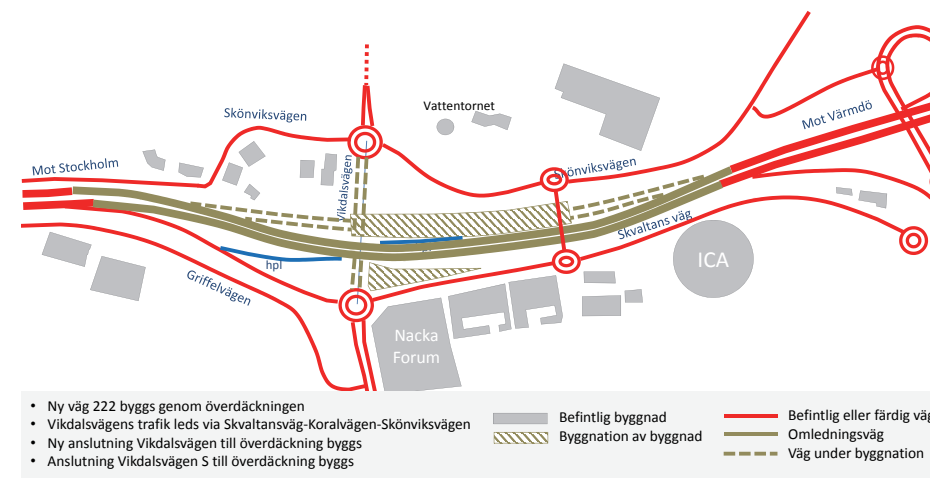 Vattentornet
Skönviksvägen
Mot Värmdö
Mot Stockholm
Skönviksvägen
Vikdalsvägen
Skvaltans väg
hpl
ICA
Griffelvägen
Nacka
Forum
• Ny väg 222 byggs genom överdäckningen
• Vikdalsvägens trafik leds via Skvaltansväg-Koralvägen-Skönviksvägen
• Ny anslutning Vikdalsvägen till överdäckning byggs
• Anslutning Vikdalsvägen S till överdäckning byggs
Befintlig byggnad
Byggnation av byggnad
Befintlig eller färdig väg
Omledningsväg
Väg under byggnation